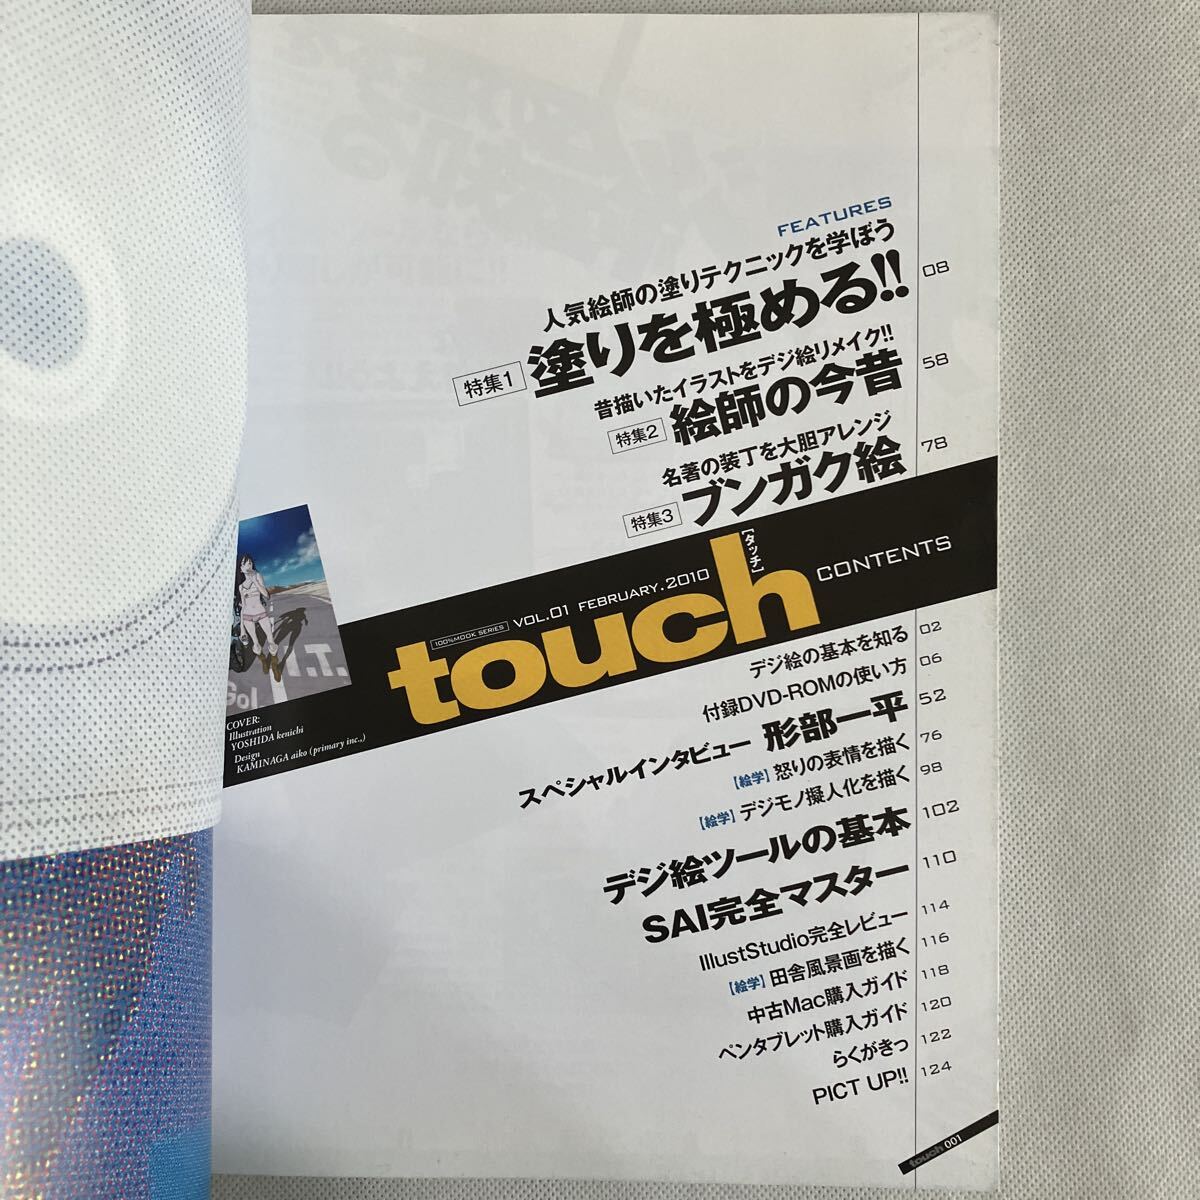 FEATURES
人気絵師の塗りテクニックを学ぼう
特集1 塗りを極める!! 08
昔描いたイラストをデジ絵リメイク!!
特集2 絵師の今昔 58
名著の装丁を大胆アレンジ
特集3 ブンガク絵 78
100%MOOK SERIES VOL.01 FEBRUARY.2010
touch [タッチ] CONTENTS
COVER:
Illustration
YOSHIDA kenichi
Design
KAMINAGA aiko (primary inc.,)
デジ絵の基本を知る 02
付録DVD-ROMの使い方 06
スペシャルインタビュー 形部一平 52
【絵学】怒りの表情を描く 76
【絵学】デジモノ擬人化を描く 98
デジ絵ツールの基本 102
SAI完全マスター 110
IllustStudio完全レビュー 114
【絵学】田舎風景画を描く 116
中古Mac購入ガイド 118
ペンタブレット購入ガイド 120
らくがきっ 122
PICT UP!! 124
touch 001